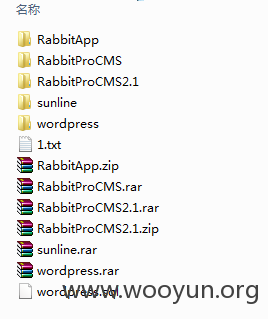 名称
RabbitApp
RabbitProCMS
RabbitProCMS2.1
sunline
wordpress
1.txt
RabbitApp.zip
RabbitProCMS.rar
RabbitProCMS2.1.rar
RabbitProCMS2.1.zip
sunline.rar
wordpress.rar
wordpress.sql
www.wooyun.org